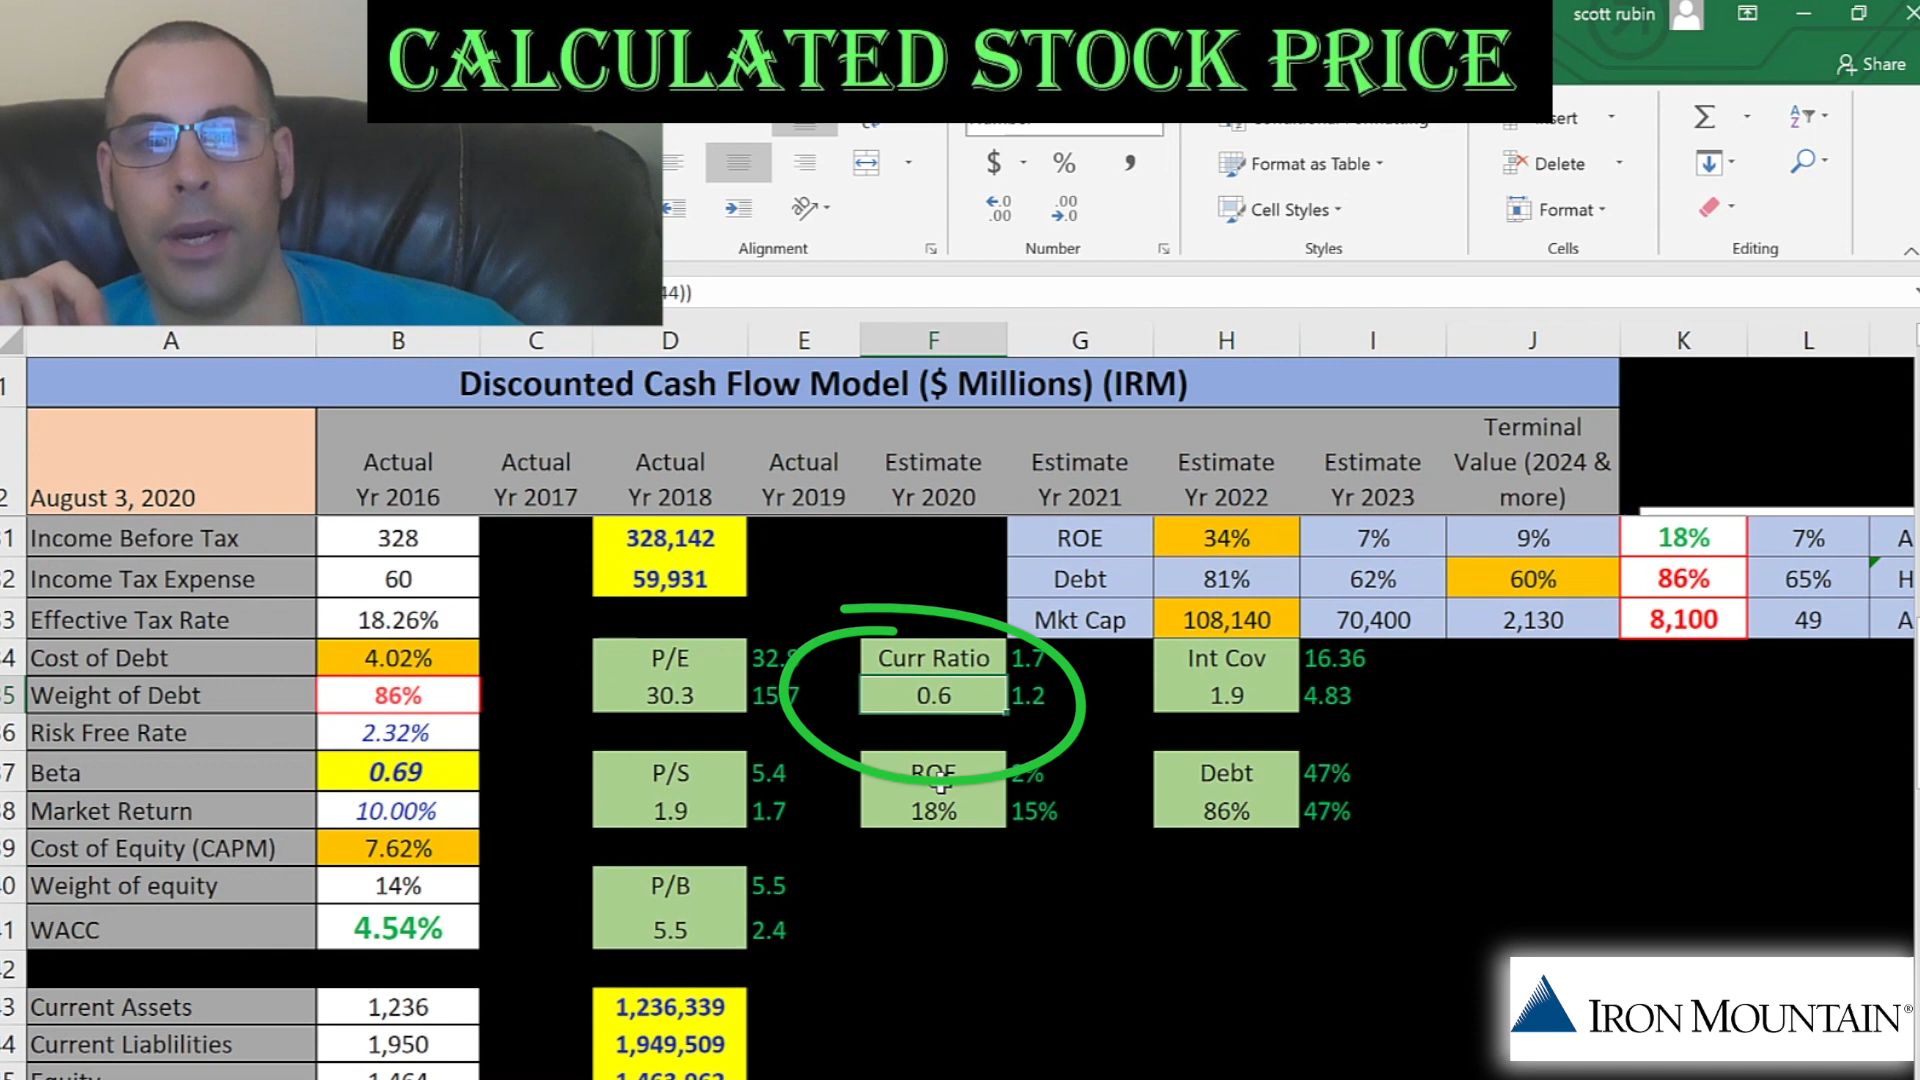 CALCULATED STOCK PRICE
scott rubin
Share
$ % ,
Format as Table
Delete
Cell Styles
Format
Alignment
Number
Styles
Cells
Editing
44))
A B C D E F G H I J K L
Discounted Cash Flow Model ($ Millions) (IRM)
August 3, 2020
Actual Yr 2016
Actual Yr 2017
Actual Yr 2018
Actual Yr 2019
Estimate Yr 2020
Estimate Yr 2021
Estimate Yr 2022
Estimate Yr 2023
Terminal Value (2024 & more)
Income Before Tax 328 328,142 ROE 34% 7% 9% 18% 7% A
Income Tax Expense 60 59,931 Debt 81% 62% 60% 86% 65% H
Effective Tax Rate 18.26% Mkt Cap 108,140 70,400 2,130 8,100 49 A
Cost of Debt 4.02% P/E Curr Ratio 1.7 Int Cov 16.36
Weight of Debt 86% 30.3 0.6 1.2 1.9 4.83
Risk Free Rate 2.32%
Beta 0.69 P/S 5.4 Debt 47%
Market Return 10.00% 1.9 1.7 18% 15% 86% 47%
Cost of Equity (CAPM) 7.62%
Weight of equity 14% P/B 5.5
WACC 4.54% 5.5 2.4
Current Assets 1,236 1,236,339
Current Liablilities 1,950 1,949,509
IRON MOUNTAIN®